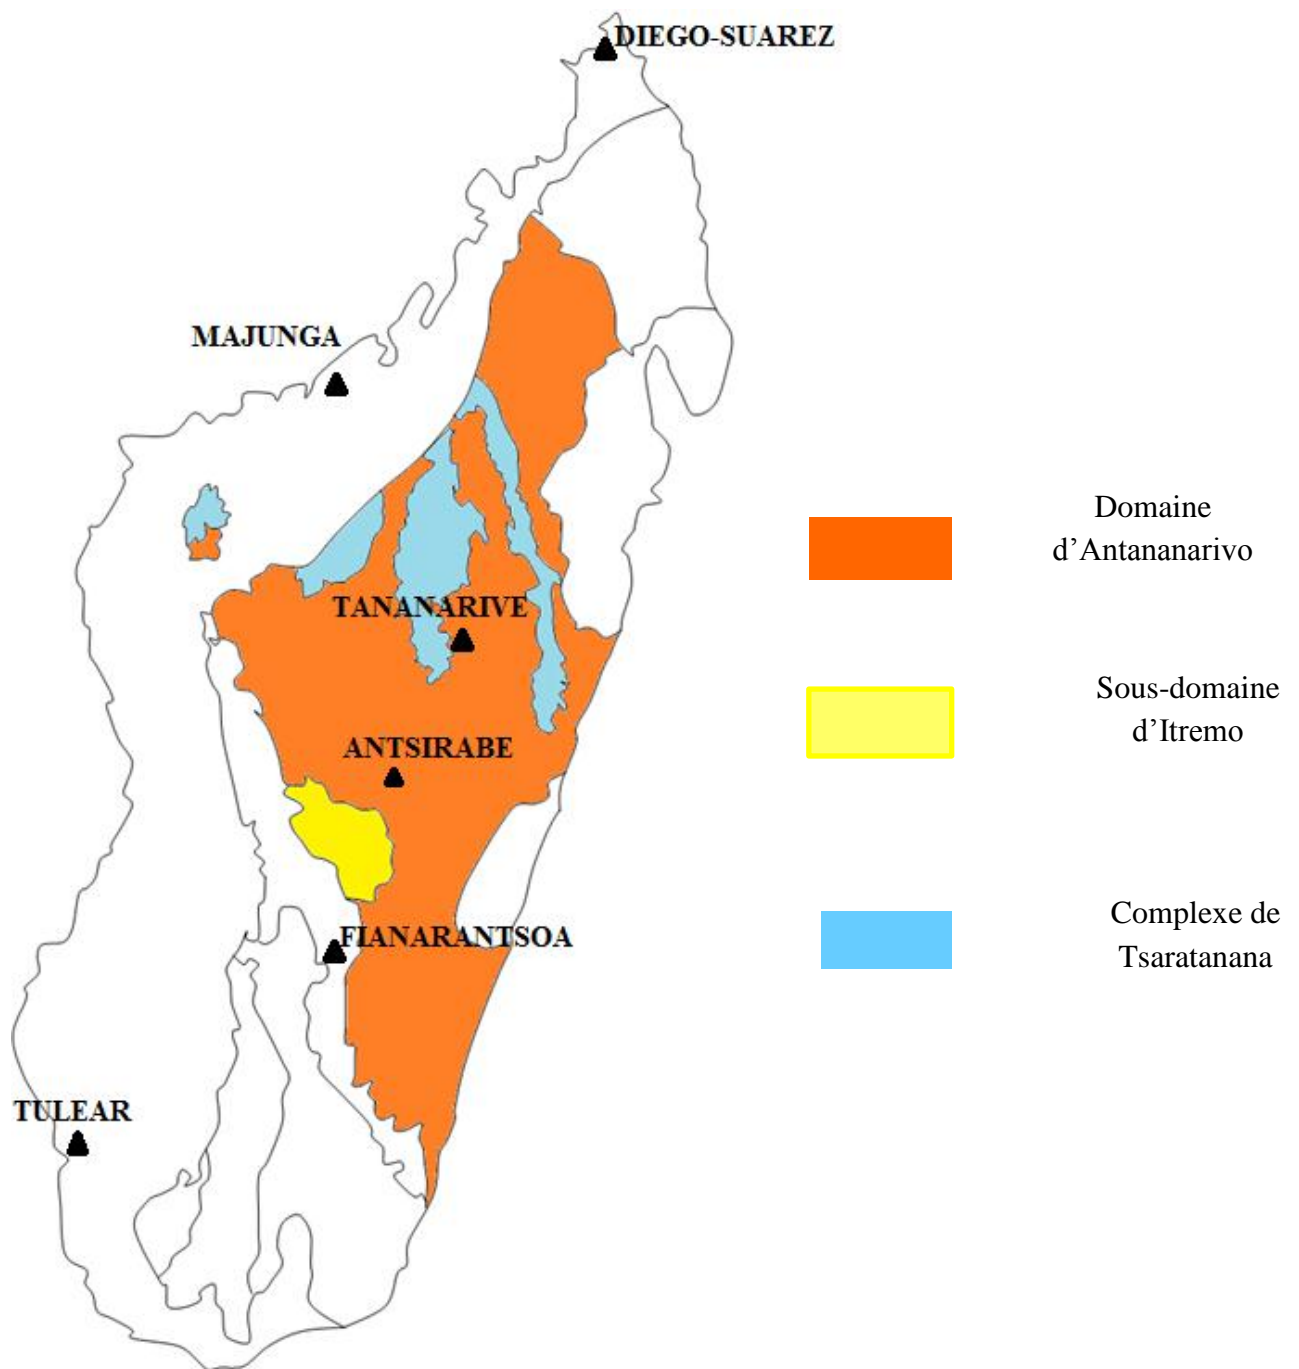 DIEGO-SUAREZ
MAJUNGA
TANANARIVE
ANTSIRABE
FIANARANTSOA
TULEAR
Domaine
d’Antananarivo
Sous-domaine
d’Itremo
Complexe de
Tsaratanana